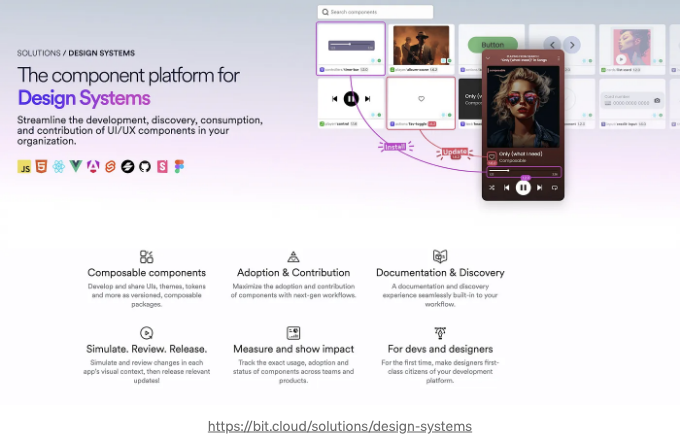 Search components
SOLUTIONS / DESIGN SYSTEMS
The component platform for
Design Systems
Streamline the development, discovery, consumption,
and contribution of UI/UX components in your
organization.
JS
Button
Install
Update
Only (what I need)
Composable
Composable components
Develop and share UIs, themes, tokens
and more as versioned, composable
packages.
Adoption & Contribution
Maximize the adoption and contribution
of components with next-gen workflows.
Documentation & Discovery
A documentation and discovery
experience seamlessly built-in to your
workflow.
Simulate. Review. Release.
Simulate and review changes in each
app's visual context, then release relevant
updates!
Measure and show impact
Track the exact usage, adoption and
status of components across teams and
products.
For devs and designers
For the first time, make designers first-
class citizens of your development
platform.
https://bit.cloud/solutions/design-systems